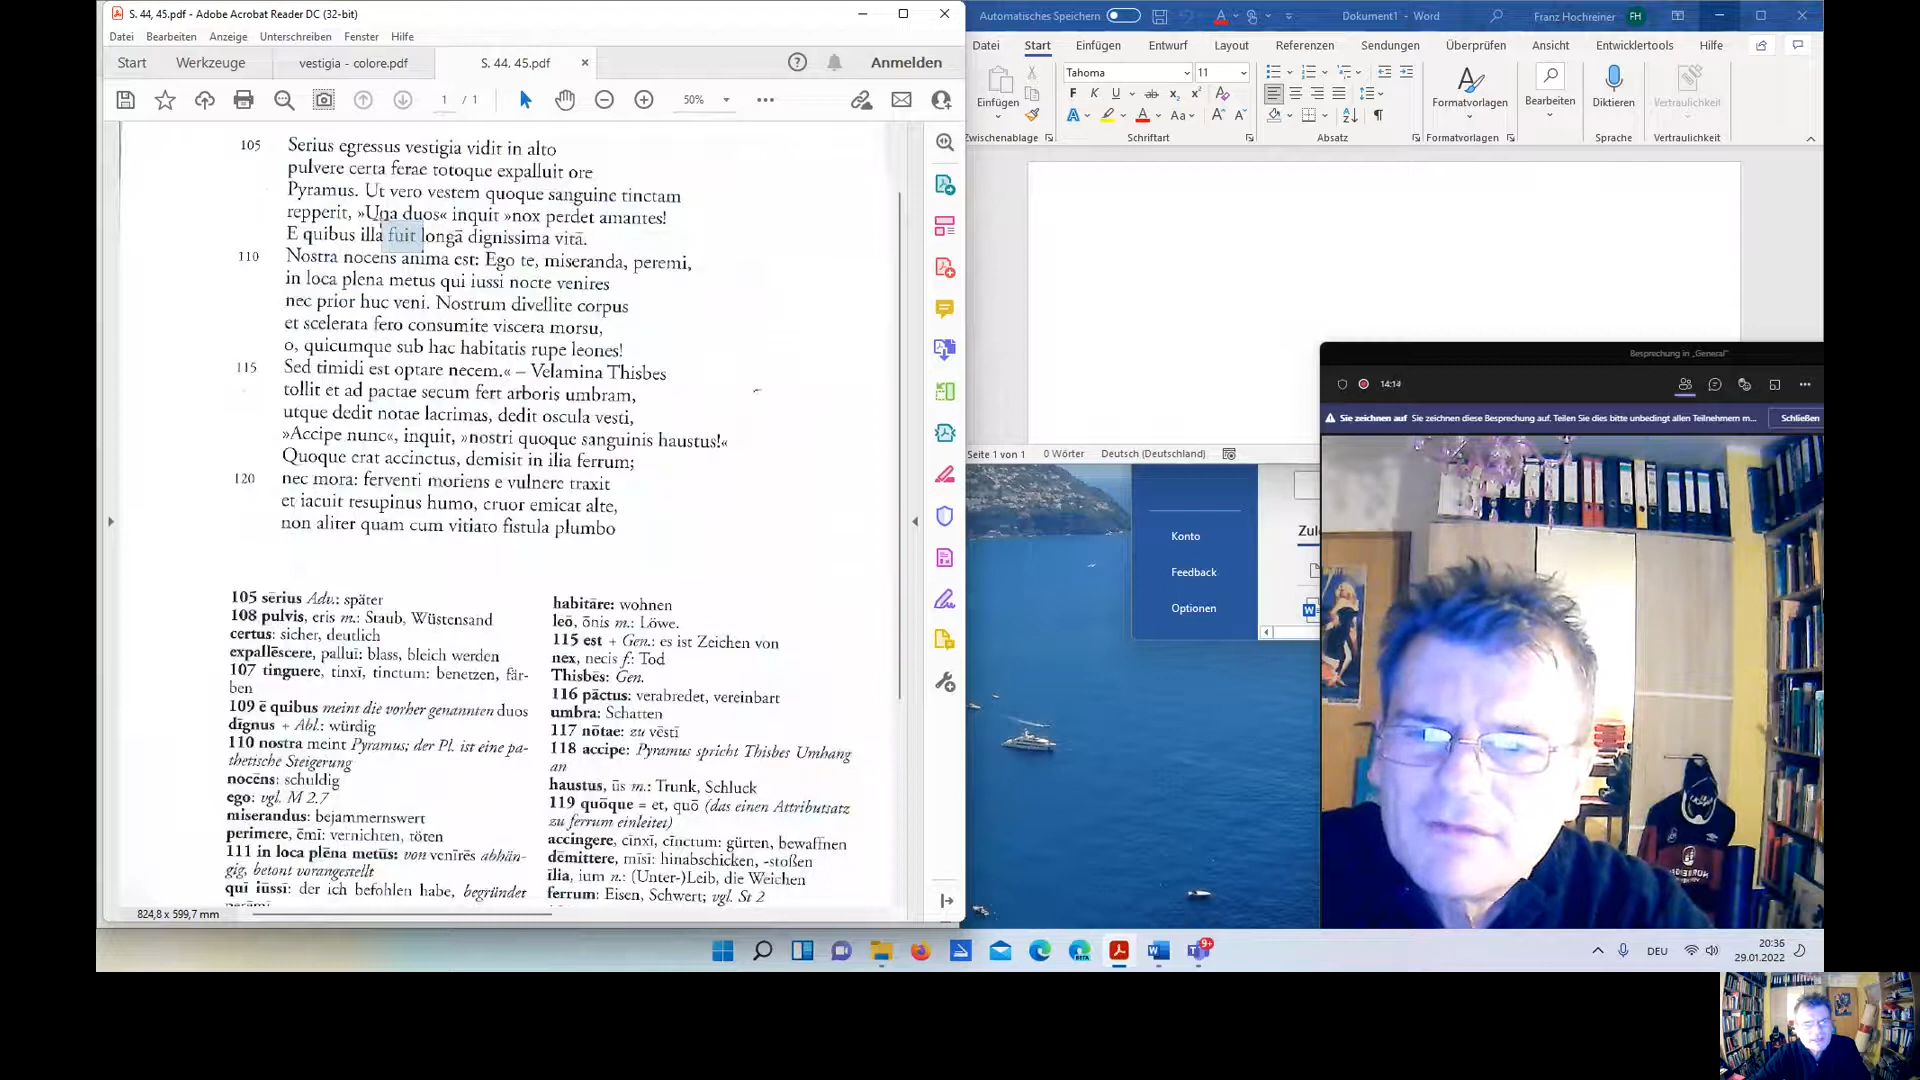 S. 44, 45.pdf - Adobe Acrobat Reader DC (32-bit)
Datei Bearbeiten Anzeige Unterschreiben Fenster Hilfe
Start Werkzeuge vestigia - colore.pdf S. 44, 45.pdf × Anmelden
1 / 1 50%
105 Serius egressus vestigia vidit in alto
pulvere certa ferae totoque expalluit ore
Pyramus. Ut vero vestem quoque sanguine tinctam
repperit, »Una duos« inquit »nox perdet amantes!
E quibus illa fuit longā dignissima vitā.
110 Nostra nocens anima est: Ego te, miseranda, peremi,
in loca plena metus qui iussi nocte venires
nec prior huc veni. Nostrum divellite corpus
et scelerata fero consumite viscera morsu,
o, quicumque sub hac habitatis rupe leones!
115 Sed timidi est optare necem.« – Velamina Thisbes
tollit et ad pactae secum fert arboris umbram,
utque dedit notae lacrimas, dedit oscula vesti,
»Accipe nunc«, inquit, »nostri quoque sanguinis haustus!«
Quoque erat accinctus, demisit in ilia ferrum;
120 nec mora: ferventi moriens e vulnere traxit
et iacuit resupinus humo, cruor emicat alte,
non aliter quam cum vitiato fistula plumbo
105 sērius Adv.: später
108 pulvis, eris m.: Staub, Wüstensand
certus: sicher, deutlich
expallēscere, palluī: blass, bleich werden
107 tinguere, tinxī, tinctum: benetzen, fär-
ben
109 ē quibus meint die vorher genannten duos
dīgnus + Abl.: würdig
110 nostra meint Pyramus; der Pl. ist eine pa-
thetische Steigerung
nocēns: schuldig
ego: vgl. M 2.7
miserandus: bejammernswert
perimere, ēmī: vernichten, töten
111 in loca plēna metūs: von venīrēs abhän-
gig, betont vorangestellt
quī iussī: der ich befohlen habe, begründet
habitāre: wohnen
leō, ōnis m.: Löwe.
115 est + Gen.: es ist Zeichen von
nex, necis f.: Tod
Thisbēs: Gen.
116 pāctus: verabredet, vereinbart
umbra: Schatten
117 nōtae: zu vestī
118 accipe: Pyramus spricht Thisbes Umhang
an
haustus, ūs m.: Trunk, Schluck
119 quōque = et, quō (das einen Attributsatz
zu ferrum einleitet)
accingere, cīnxī, cīnctum: gürten, bewaffnen
dēmittere, mīsī: hinabschicken, -stoßen
īlia, ium n.: (Unter-)Leib, die Weichen
ferrum: Eisen, Schwert; vgl. St 2
824,8 x 599,7 mm
Automatisches Speichern Dokument1 - Word Franz Hochreiner FH
Datei Start Einfügen Entwurf Layout Referenzen Sendungen Überprüfen Ansicht Entwicklertools Hilfe
Tahoma 11
Einfügen Formatvorlagen Bearbeiten Diktieren Vertraulichkeit
F K U ab x₂ x²
A A Aa A A
Zwischenablage Schriftart Absatz Formatvorlagen Sprache Vertraulichkeit
Seite 1 von 1 0 Wörter Deutsch (Deutschland)
Konto
Feedback
Optionen
Zul
Besprechung in „General“
14:14
Sie zeichnen auf Sie zeichnen diese Besprechung auf. Teilen Sie dies bitte unbedingt allen Teilnehmern m... Schließen
9+
DEU 20:36
29.01.2022